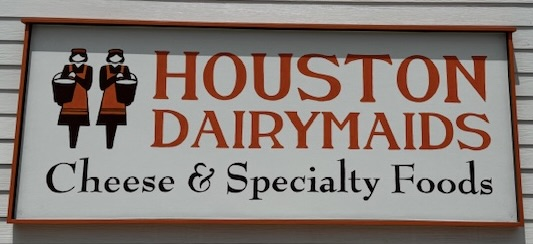 HOUSTON
DAIRYMAIDS
Cheese & Specialty Foods